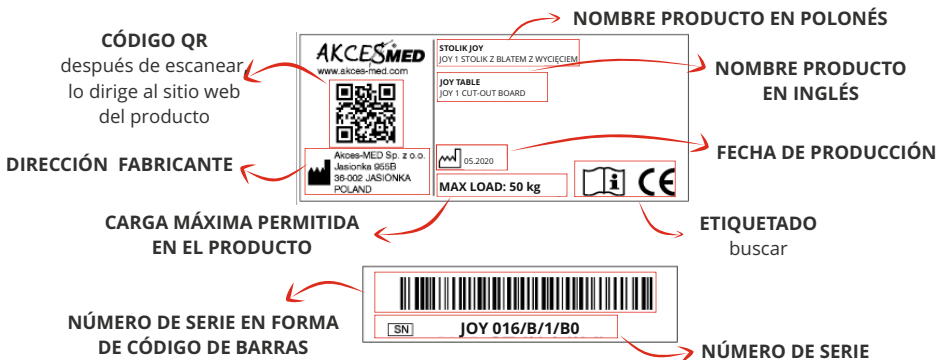 NOMBRE PRODUCTO EN POLONÉS
CÓDIGO QR
después de escanear
lo dirige al sitio web
del producto
AKCESMED
www.akces-med.com
STOLIK JOY
JOY 1 STOLIK Z BLATEM Z WYCIĘCIEM
JOY TABLE
JOY 1 CUT-OUT BOARD
NOMBRE PRODUCTO
EN INGLÉS
DIRECCIÓN FABRICANTE
Akces-MED Sp. z o.o.
Jasionka 955B
36-002 JASIONKA
POLAND
05.2020
MAX LOAD: 50 kg
CE
FECHA DE PRODUCCIÓN
CARGA MÁXIMA PERMITIDA
EN EL PRODUCTO
ETIQUETADO
buscar
NÚMERO DE SERIE EN FORMA
DE CÓDIGO DE BARRAS
SN JOY 016/B/1/B0
NÚMERO DE SERIE